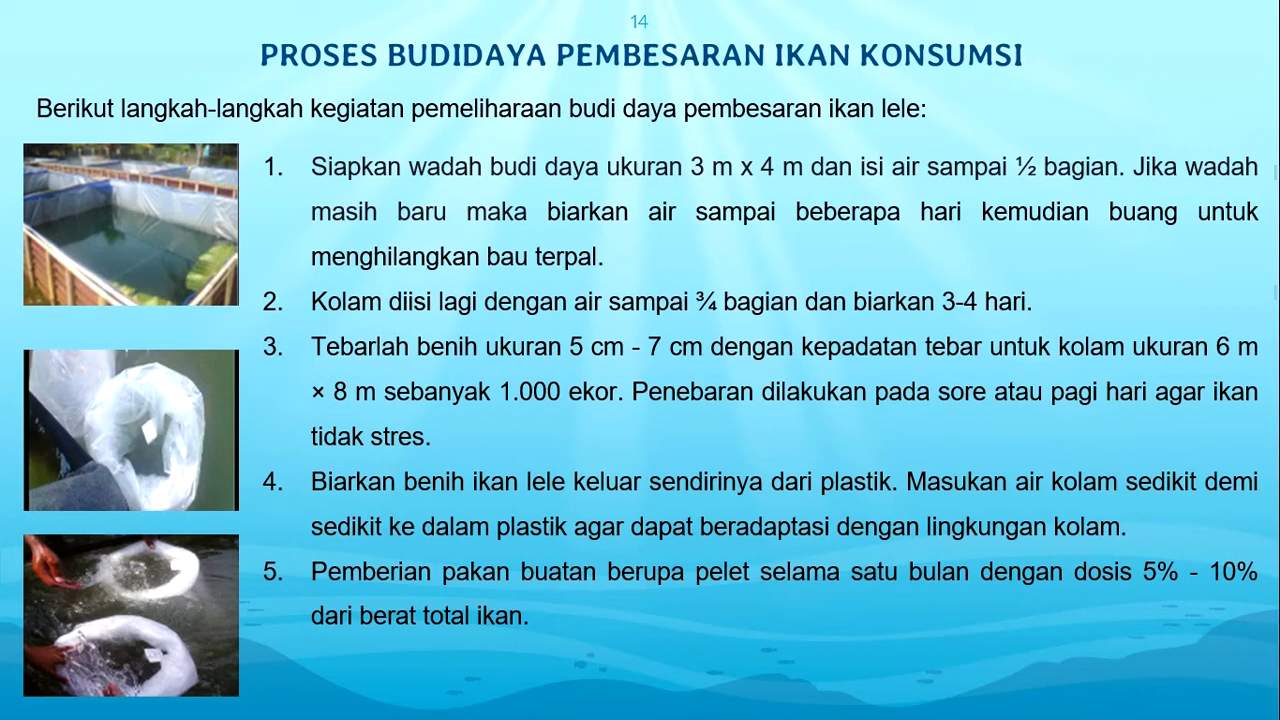 14
PROSES BUDIDAYA PEMBESARAN IKAN KONSUMSI
Berikut langkah-langkah kegiatan pemeliharaan budi daya pembesaran ikan lele:
1. Siapkan wadah budi daya ukuran 3 m x 4 m dan isi air sampai ½ bagian. Jika wadah
masih baru maka biarkan air sampai beberapa hari kemudian buang untuk
menghilangkan bau terpal.
2. Kolam diisi lagi dengan air sampai ¾ bagian dan biarkan 3-4 hari.
3. Tebarlah benih ukuran 5 cm - 7 cm dengan kepadatan tebar untuk kolam ukuran 6 m
× 8 m sebanyak 1.000 ekor. Penebaran dilakukan pada sore atau pagi hari agar ikan
tidak stres.
4. Biarkan benih ikan lele keluar sendirinya dari plastik. Masukan air kolam sedikit demi
sedikit ke dalam plastik agar dapat beradaptasi dengan lingkungan kolam.
5. Pemberian pakan buatan berupa pelet selama satu bulan dengan dosis 5% - 10%
dari berat total ikan.